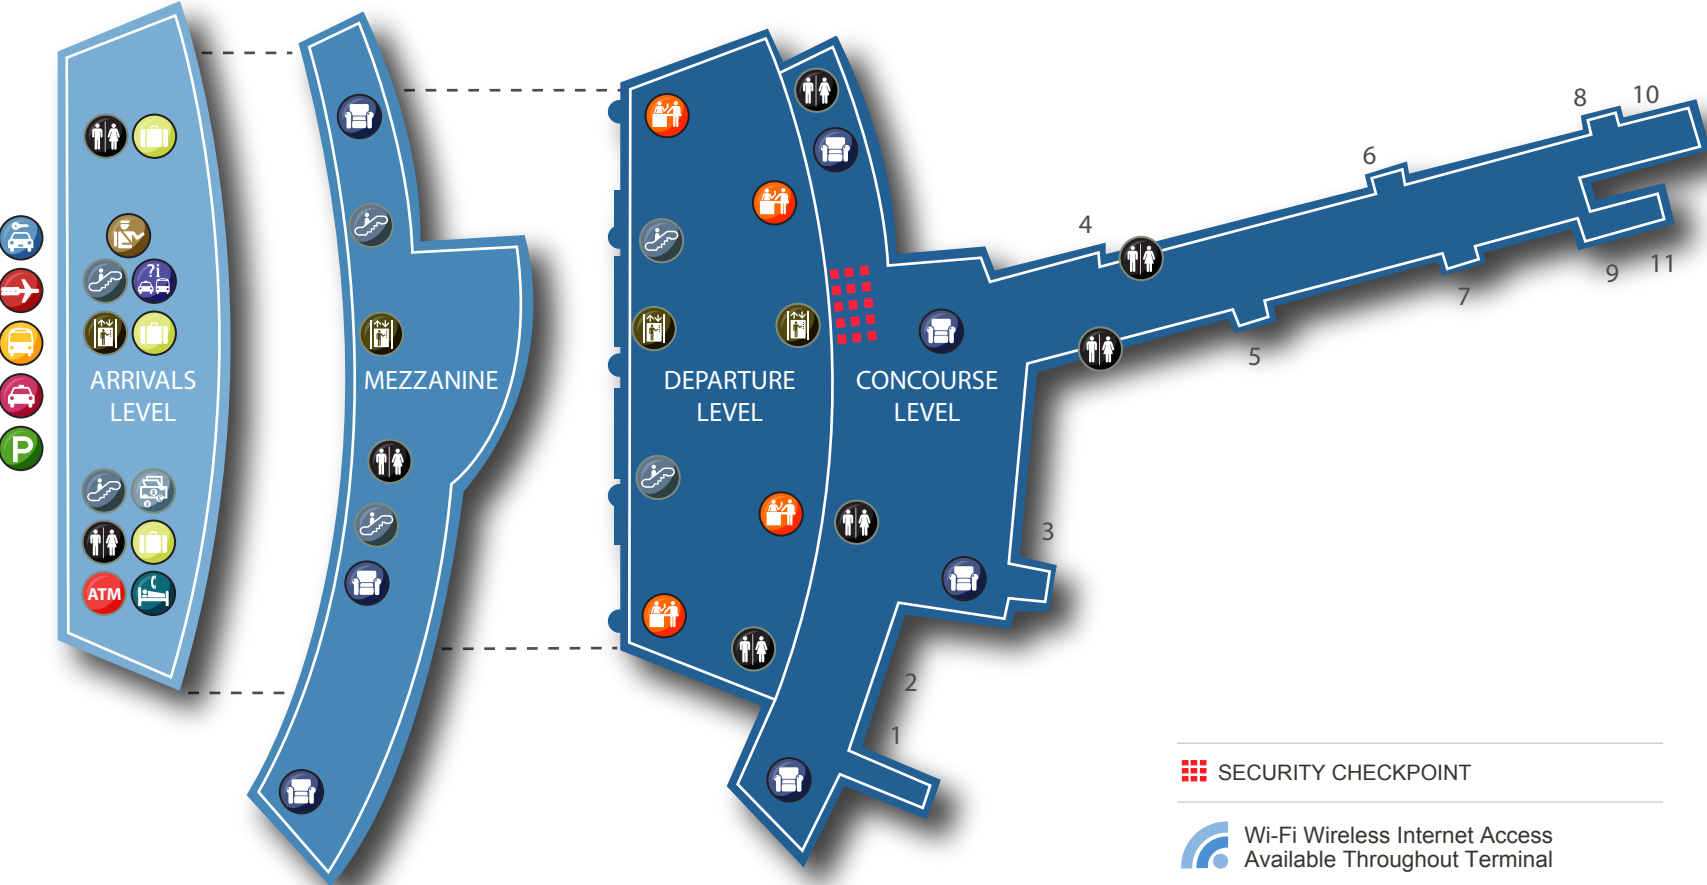 8
10
6
4
?i
ARRIVALS
LEVEL
MEZZANINE
DEPARTURE
LEVEL
CONCOURSE
LEVEL
11
9
7
5
P
ATM
3
2
1
SECURITY CHECKPOINT
Wi-Fi Wireless Internet Access
Available Throughout Terminal